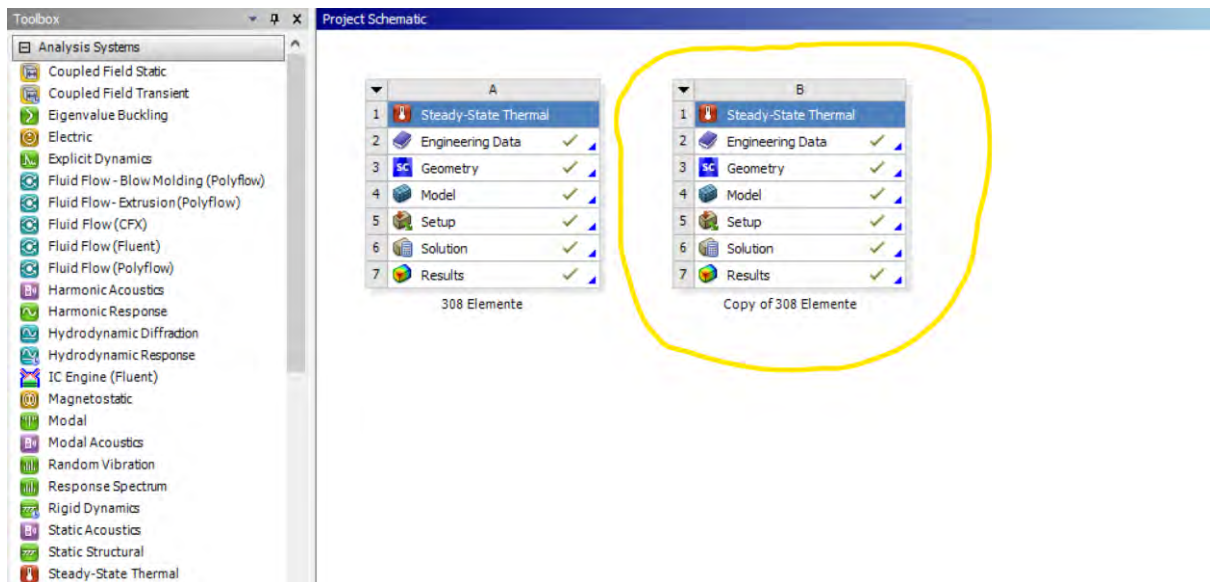 Toolbox
Analysis Systems
Coupled Field Static
Coupled Field Transient
Eigenvalue Buckling
Electric
Explicit Dynamics
Fluid Flow - Blow Molding (Polyflow)
Fluid Flow - Extrusion (Polyflow)
Fluid Flow (CFX)
Fluid Flow (Fluent)
Fluid Flow (Polyflow)
Harmonic Acoustics
Harmonic Response
Hydrodynamic Diffraction
Hydrodynamic Response
IC Engine (Fluent)
Magnetostatic
Modal
Modal Acoustics
Random Vibration
Response Spectrum
Rigid Dynamics
Static Acoustics
Static Structural
Steady-State Thermal
Project Schematic
A
1 Steady-State Thermal
2 Engineering Data
3 SC Geometry
4 Model
5 Setup
6 Solution
7 Results
308 Elemente
B
1 Steady-State Thermal
2 Engineering Data
3 SC Geometry
4 Model
5 Setup
6 Solution
7 Results
Copy of 308 Elemente